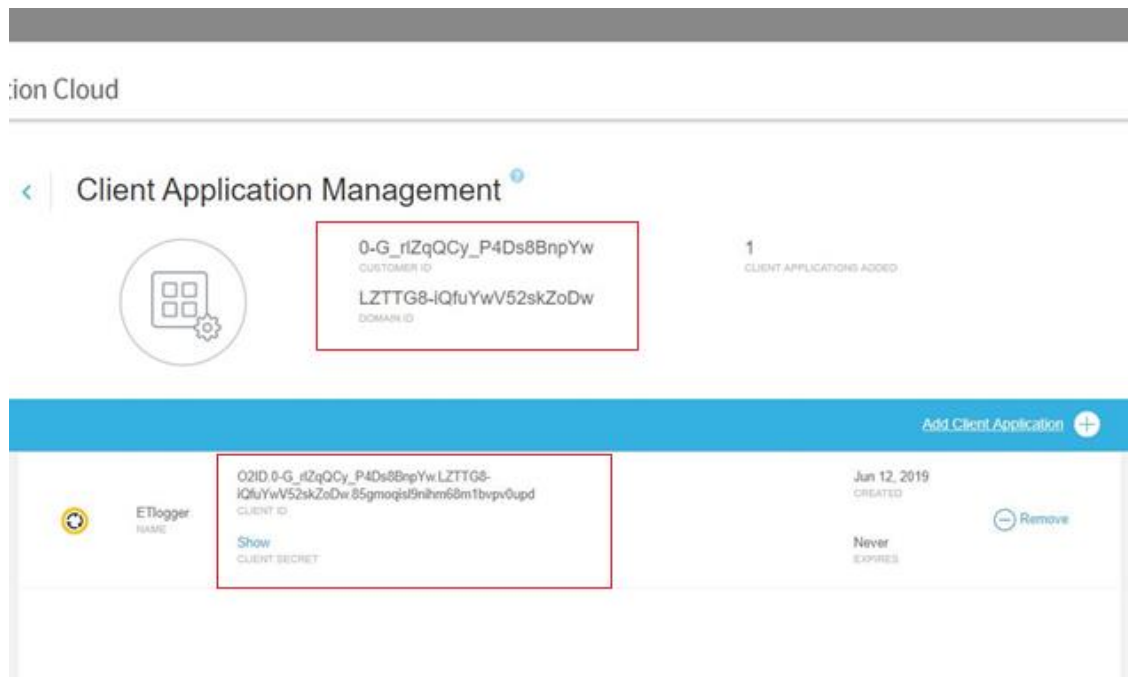 tion Cloud
Client Application Management
0-G_rlZqQCy_P4Ds8BnpYw
CUSTOMER ID
LZTTG8-iQfuYwV52skZoDw
DOMAIN ID
1
CLIENT APPLICATIONS ADDED
Add Client Application
ETlogger
NAME
O2ID.0-G_rlZqQCy_P4Ds8BnpYw.LZTTG8-
iQfuYwV52skZoDw.85gmoqisl9nihm68m1bvpv0upd
CLIENT ID
Show
CLIENT SECRET
Jun 12, 2019
CREATED
Never
EXPIRES
Remove